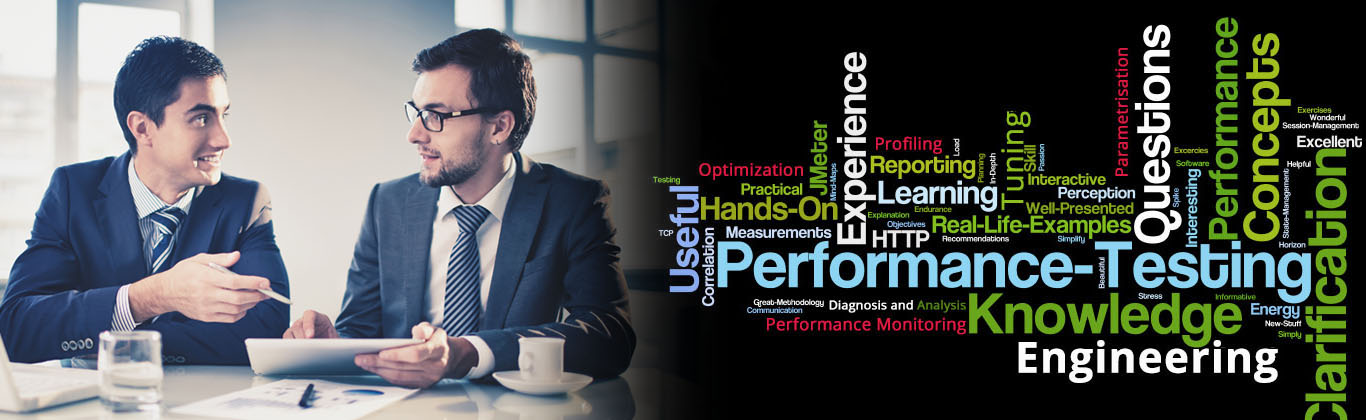 Experience
Questions
Performance
Concepts
Exercises
Wonderful
Session-Management
Excellent
Parametrisation
Profiling
Load
Tuning
Skill
Passion
Excercies
JMeter
Mind-Maps
Optimization
Reporting
Planning
In-Depth
Software
Helpful
Testing
Practical
Learning
Interactive
Perception
Spike
Interesting
State-Management
Useful
Hands-On
Explanation
Endurance
Well-Presented
TCP
Measurements
Objectives
Real-Life-Examples
HTTP
Recommendations
Simplify
Horizon
Correlation
Performance-Testing
Beautiful
Clarification
Great-Methodology
Communication
Diagnosis and Analysis
Stress
Informative
Energy
New-Stuff
Simply
Performance Monitoring
Knowledge
Engineering